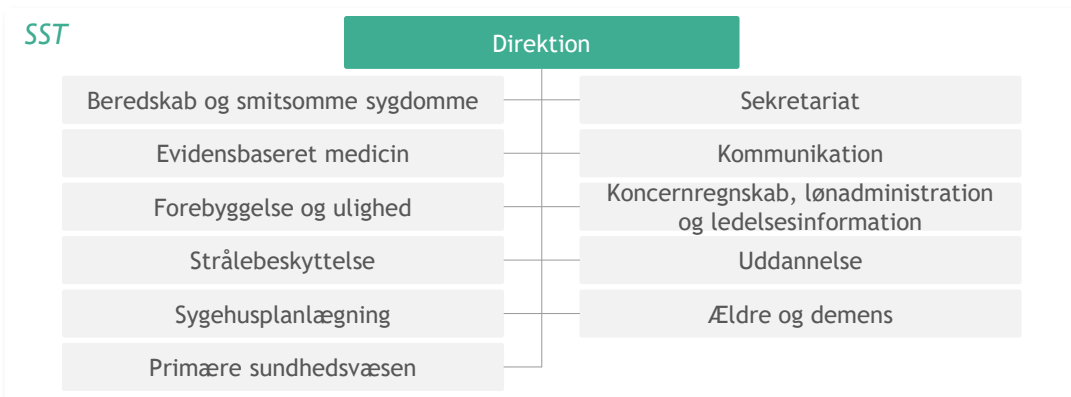 SST
Direktion
Beredskab og smitsomme sygdomme
Sekretariat
Evidensbaseret medicin
Kommunikation
Forebyggelse og ulighed
Koncernregnskab, lønadministration
og ledelsesinformation
Strålebeskyttelse
Uddannelse
Sygehusplanlægning
Ældre og demens
Primære sundhedsvæsen